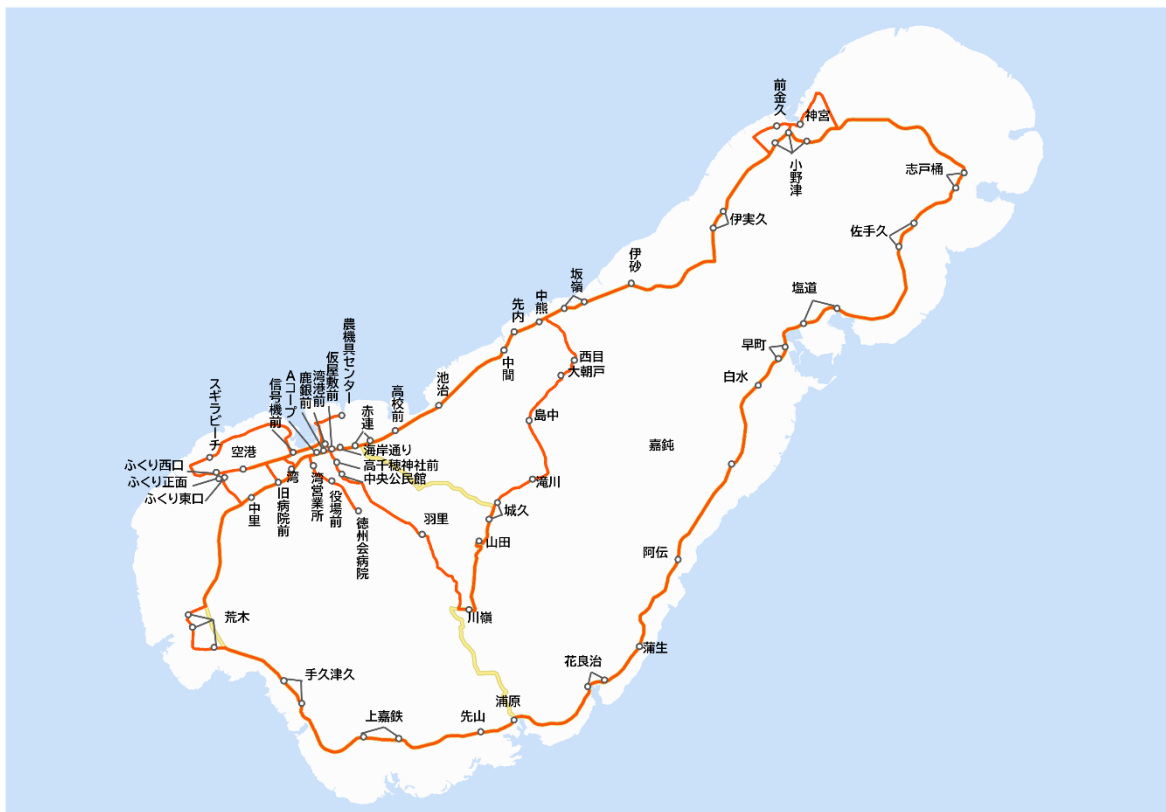 前金久
神宮
小野津
志戸桶
佐手久
伊実久
伊砂
坂嶺
中熊
先内
塩道
早町
白水
中間
西目
大朝戸
農機具センター
仮屋敷前
湾港前
鹿銀前
Aコープ
信号機前
スギラビーチ
高校前
池治
赤連
島中
嘉鈍
空港
海岸通り
高千穂神社前
中央公民館
ふくり西口
ふくり正面
ふくり東口
湾
滝川
中里
旧病院前
湾営業所
役場前
徳州会病院
羽里
城久
山田
阿伝
荒木
川嶺
蒲生
花良治
手久津久
浦原
先山
上嘉鉄